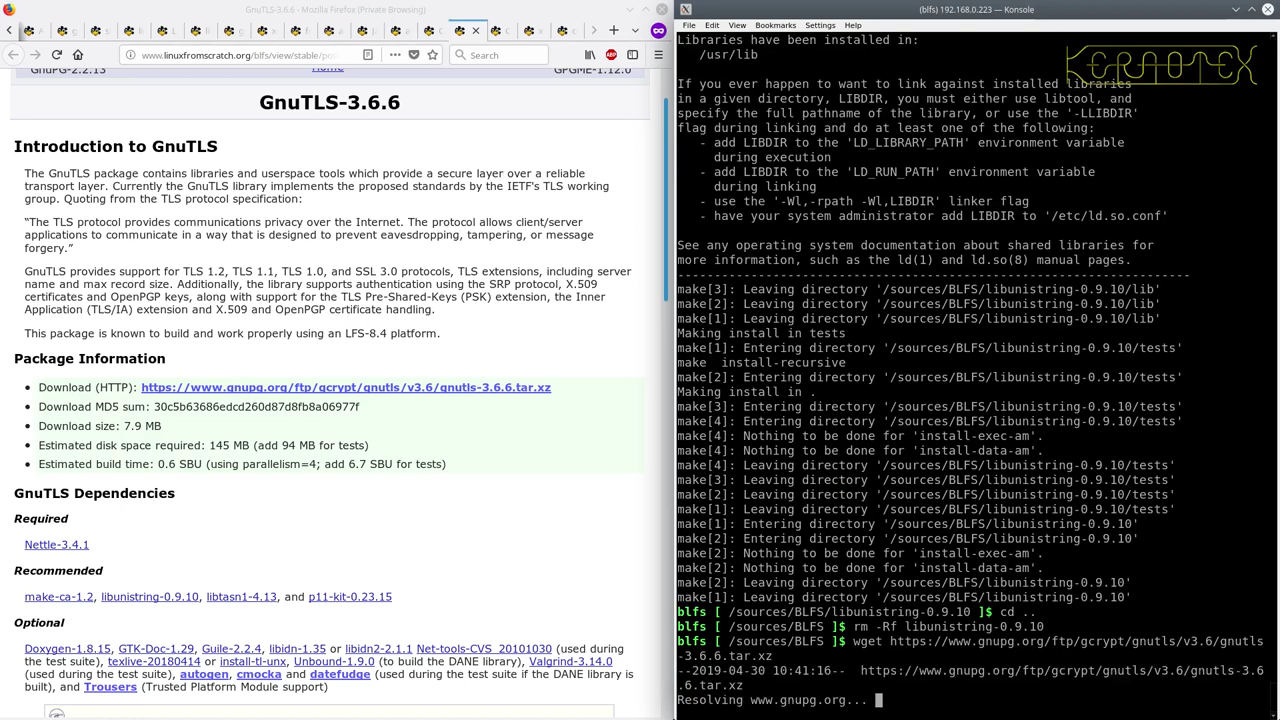 GnuTLS-3.6.6 - Mozilla Firefox (Private Browsing)
www.linuxfromscratch.org/blfs/view/stable/pos
Search
GnuPG-2.2.13
Home
GPGME-1.12.0
GnuTLS-3.6.6
Introduction to GnuTLS
The GnuTLS package contains libraries and userspace tools which provide a secure layer over a reliable
transport layer. Currently the GnuTLS library implements the proposed standards by the IETF's TLS working
group. Quoting from the TLS protocol specification:
“The TLS protocol provides communications privacy over the Internet. The protocol allows client/server
applications to communicate in a way that is designed to prevent eavesdropping, tampering, or message
forgery.”
GnuTLS provides support for TLS 1.2, TLS 1.1, TLS 1.0, and SSL 3.0 protocols, TLS extensions, including server
name and max record size. Additionally, the library supports authentication using the SRP protocol, X.509
certificates and OpenPGP keys, along with support for the TLS Pre-Shared-Keys (PSK) extension, the Inner
Application (TLS/IA) extension and X.509 and OpenPGP certificate handling.
This package is known to build and work properly using an LFS-8.4 platform.
Package Information
Download (HTTP): https://www.gnupg.org/ftp/gcrypt/gnutls/v3.6/gnutls-3.6.6.tar.xz
Download MD5 sum: 30c5b63686edcd260d87d8fb8a06977f
Download size: 7.9 MB
Estimated disk space required: 145 MB (add 94 MB for tests)
Estimated build time: 0.6 SBU (using parallelism=4; add 6.7 SBU for tests)
GnuTLS Dependencies
Required
Nettle-3.4.1
Recommended
make-ca-1.2, libunistring-0.9.10, libtasn1-4.13, and p11-kit-0.23.15
Optional
Doxygen-1.8.15, GTK-Doc-1.29, Guile-2.2.4, libidn-1.35 or libidn2-2.1.1 Net-tools-CVS_20101030 (used during
the test suite), texlive-20180414 or install-tl-unx, Unbound-1.9.0 (to build the DANE library), Valgrind-3.14.0
(used during the test suite), autogen, cmocka and datefudge (used during the test suite if the DANE library is
built), and Trousers (Trusted Platform Module support)
(blfs) 192.168.0.223 — Konsole
File Edit View Bookmarks Settings Help
KERNOTEX
Libraries have been installed in:
/usr/lib
If you ever happen to want to link against installed libraries
in a given directory, LIBDIR, you must either use libtool, and
specify the full pathname of the library, or use the '-LLIBDIR'
flag during linking and do at least one of the following:
- add LIBDIR to the 'LD_LIBRARY_PATH' environment variable
during execution
- add LIBDIR to the 'LD_RUN_PATH' environment variable
during linking
- use the '-Wl,-rpath -Wl,LIBDIR' linker flag
- have your system administrator add LIBDIR to '/etc/ld.so.conf'
See any operating system documentation about shared libraries for
more information, such as the ld(1) and ld.so(8) manual pages.
----------------------------------------------------------------------
make[3]: Leaving directory '/sources/BLFS/libunistring-0.9.10/lib'
make[2]: Leaving directory '/sources/BLFS/libunistring-0.9.10/lib'
make[1]: Leaving directory '/sources/BLFS/libunistring-0.9.10/lib'
Making install in tests
make[1]: Entering directory '/sources/BLFS/libunistring-0.9.10/tests'
make  install-recursive
make[2]: Entering directory '/sources/BLFS/libunistring-0.9.10/tests'
Making install in .
make[3]: Entering directory '/sources/BLFS/libunistring-0.9.10/tests'
make[4]: Entering directory '/sources/BLFS/libunistring-0.9.10/tests'
make[4]: Nothing to be done for 'install-exec-am'.
make[4]: Nothing to be done for 'install-data-am'.
make[4]: Leaving directory '/sources/BLFS/libunistring-0.9.10/tests'
make[3]: Leaving directory '/sources/BLFS/libunistring-0.9.10/tests'
make[2]: Leaving directory '/sources/BLFS/libunistring-0.9.10/tests'
make[1]: Leaving directory '/sources/BLFS/libunistring-0.9.10/tests'
make[1]: Entering directory '/sources/BLFS/libunistring-0.9.10'
make[2]: Entering directory '/sources/BLFS/libunistring-0.9.10'
make[2]: Nothing to be done for 'install-exec-am'.
make[2]: Nothing to be done for 'install-data-am'.
make[2]: Leaving directory '/sources/BLFS/libunistring-0.9.10'
make[1]: Leaving directory '/sources/BLFS/libunistring-0.9.10'
blfs [ /sources/BLFS/libunistring-0.9.10 ]$ cd ..
blfs [ /sources/BLFS ]$ rm -Rf libunistring-0.9.10
blfs [ /sources/BLFS ]$ wget https://www.gnupg.org/ftp/gcrypt/gnutls/v3.6/gnutls
-3.6.6.tar.xz
--2019-04-30 10:41:16--  https://www.gnupg.org/ftp/gcrypt/gnutls/v3.6/gnutls-3.6
.6.tar.xz
Resolving www.gnupg.org...